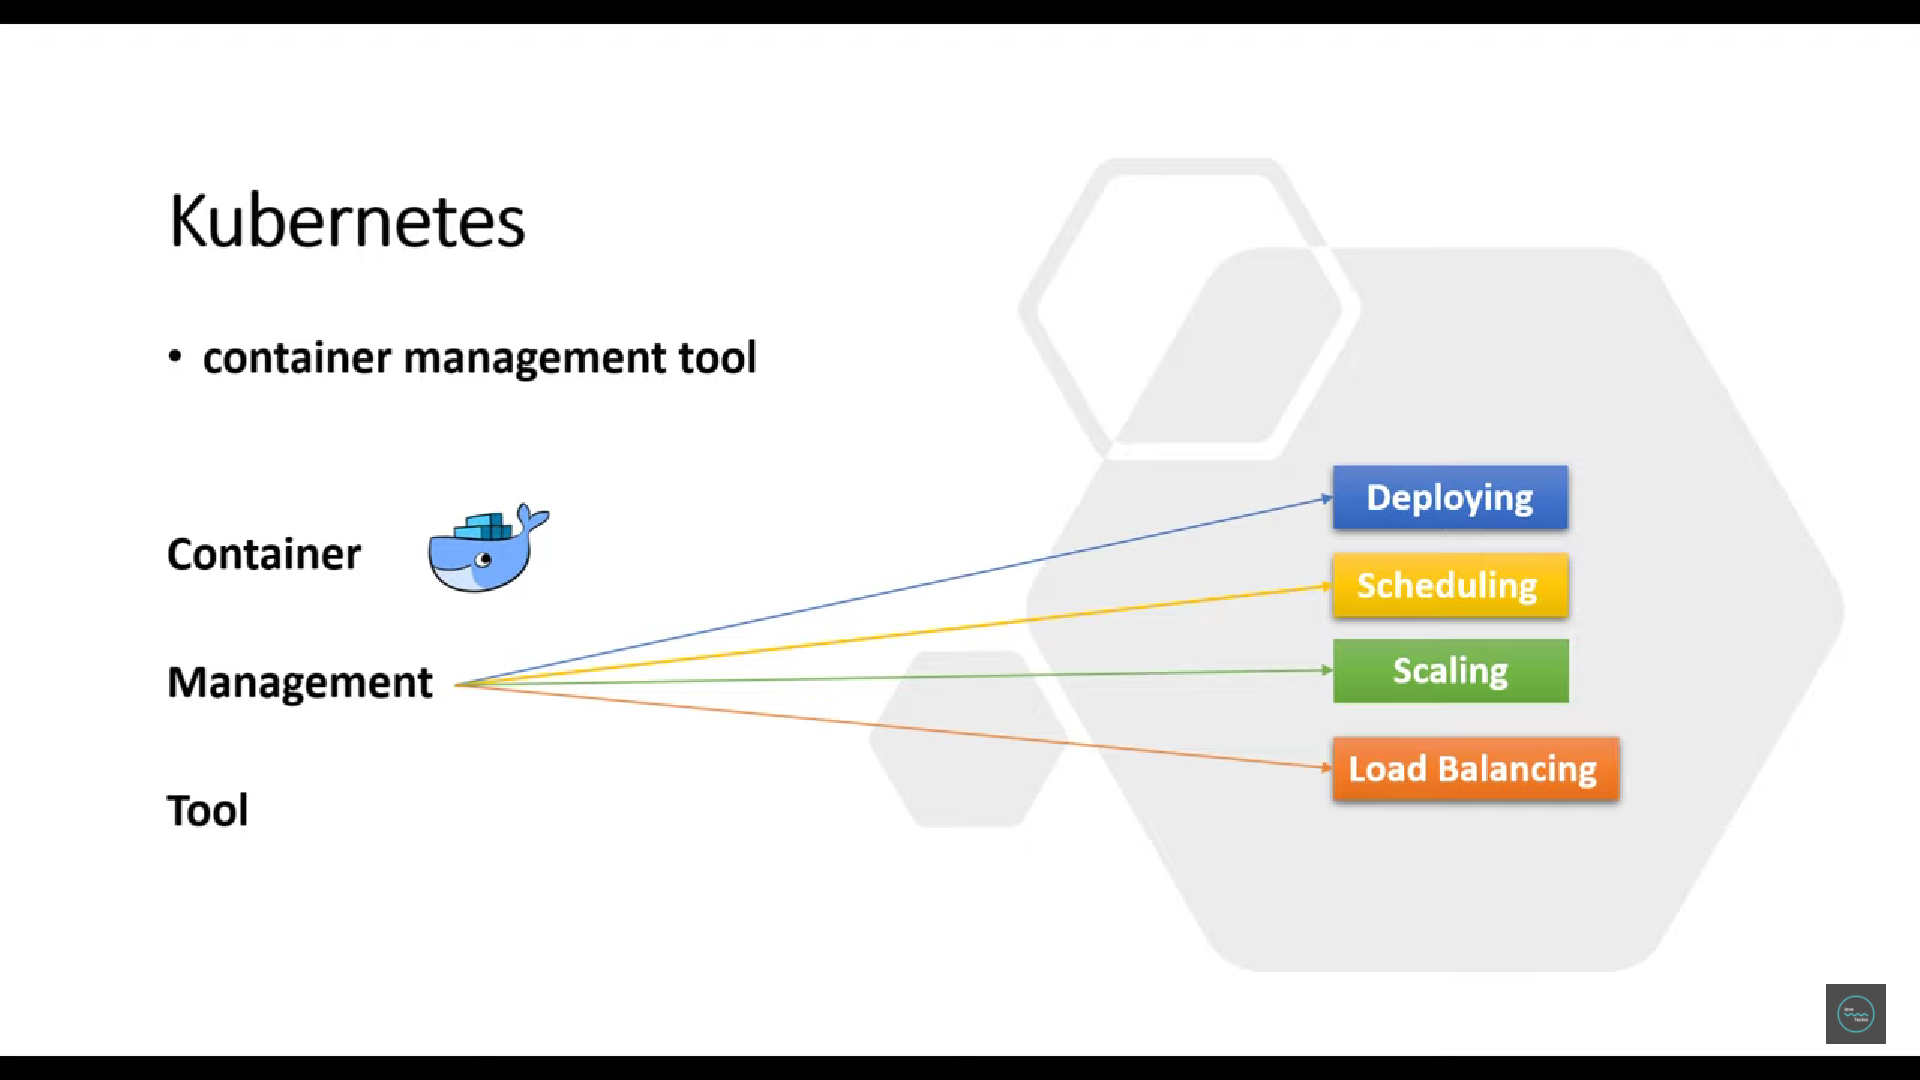 Kubernetes
• container management tool
Container
Management
Tool
Deploying
Scheduling
Scaling
Load Balancing